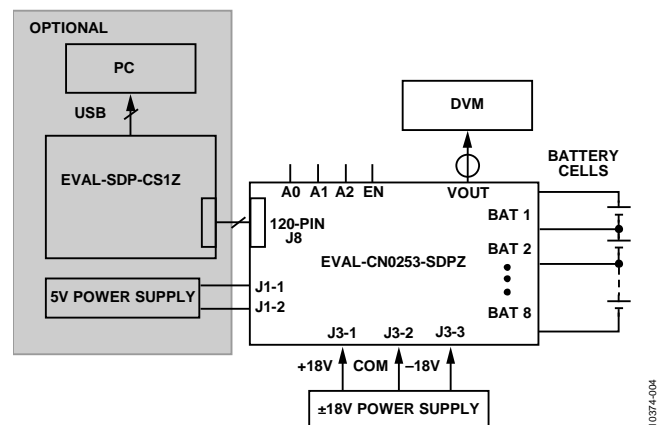 OPTIONAL
PC
USB
EVAL-SDP-CS1Z
5V POWER SUPPLY
120-PIN
J8
J1-1
J1-2
A0 A1 A2 EN
DVM
VOUT
EVAL-CN0253-SDPZ
BATTERY
CELLS
BAT 1
BAT 2
BAT 8
J3-1 J3-2 J3-3
+18V COM –18V
±18V POWER SUPPLY
10374-004